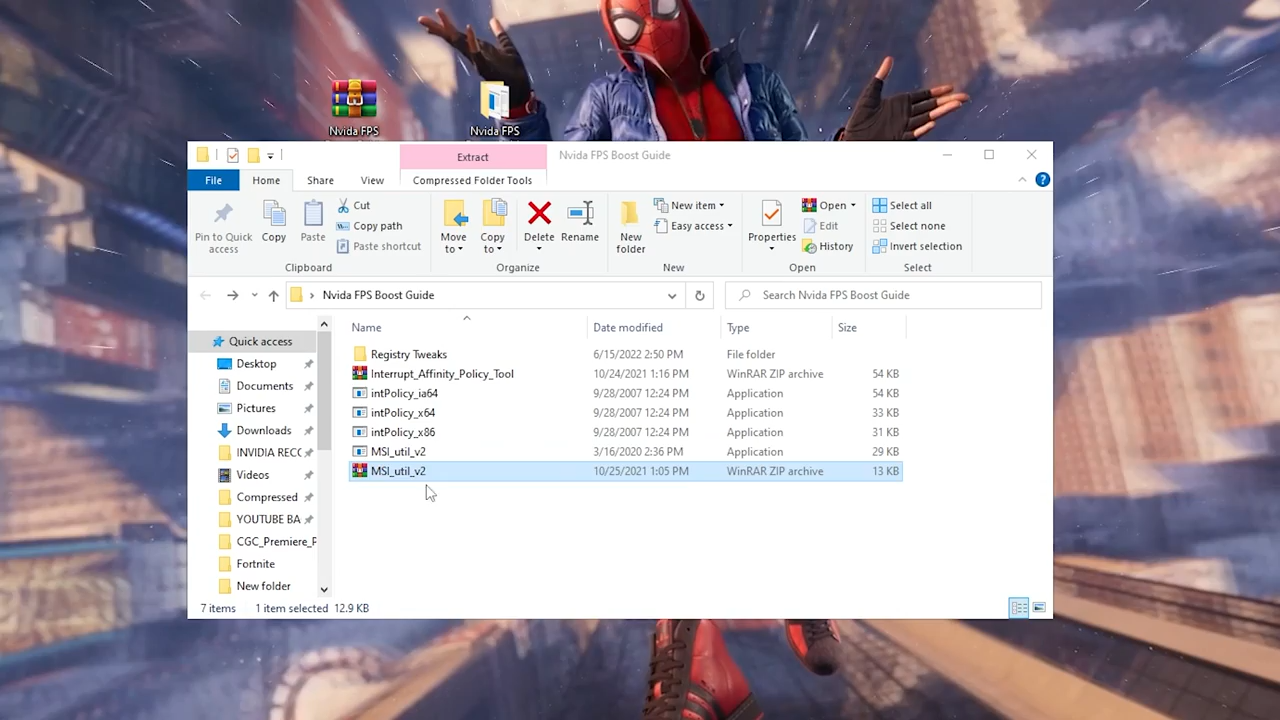 Nvida FPS
Nvida FPS
Extract
Nvida FPS Boost Guide
File
Home
Share
View
Compressed Folder Tools
Pin to Quick access
Copy
Paste
Cut
Copy path
Paste shortcut
Clipboard
Move to
Copy to
Delete
Rename
Organize
New folder
New item
Easy access
New
Properties
Open
Edit
History
Open
Select all
Select none
Invert selection
Select
Nvida FPS Boost Guide
Search Nvida FPS Boost Guide
Quick access
Desktop
Documents
Pictures
Downloads
INVIDIA REC
Videos
Compressed
YOUTUBE BA
CGC_Premiere_P
Fortnite
New folder
Name Date modified Type Size
Registry Tweaks 6/15/2022 2:50 PM File folder
Interrupt_Affinity_Policy_Tool 10/24/2021 1:16 PM WinRAR ZIP archive 54 KB
intPolicy_ia64 9/28/2007 12:24 PM Application 54 KB
intPolicy_x64 9/28/2007 12:24 PM Application 33 KB
intPolicy_x86 9/28/2007 12:24 PM Application 31 KB
MSI_util_v2 3/16/2020 2:36 PM Application 29 KB
MSI_util_v2 10/25/2021 1:05 PM WinRAR ZIP archive 13 KB
7 items 1 item selected 12.9 KB